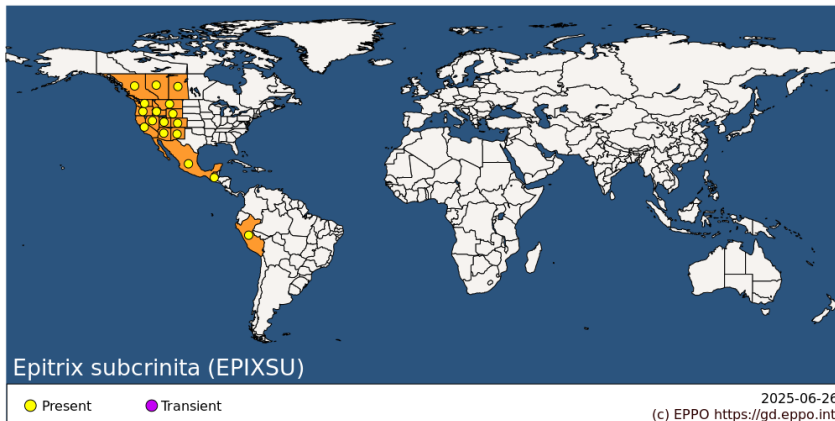 Epitrix subcrinita (EPIXSU)
Present
Transient
2025-06-26
(c) EPPO https://gd.eppo.int